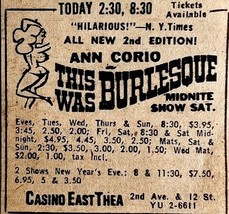 TODAY 2:30, 8:30 Tickets
Available
"HILARIOUS!"—N. Y. Times
ALL NEW 2nd EDITION!
ANN CORIO
in
THIS
WAS
BURLESQUE
MIDNITE
SHOW SAT.
Eves, Tues, Wed, Thurs & Sun, 8:30, $3.95,
3:45, 2.50, 2.00; Fri, Sat, 8:30 & Sat Mid-
night, $4.95, 4.45, 3.50, 2.50; Mats, Sat &
Sun, 2:30, $3.50, 3.00, 2.00, 1.50; Wed Mat,
$2.00, 1.00, tax Incl.
2 Shows New Year's Eve: 8 & 11:30, $7.50,
6.95, 5 & 3.50
CASINO EAST THEA 2nd Ave. & 12 St.
YU 2-6611